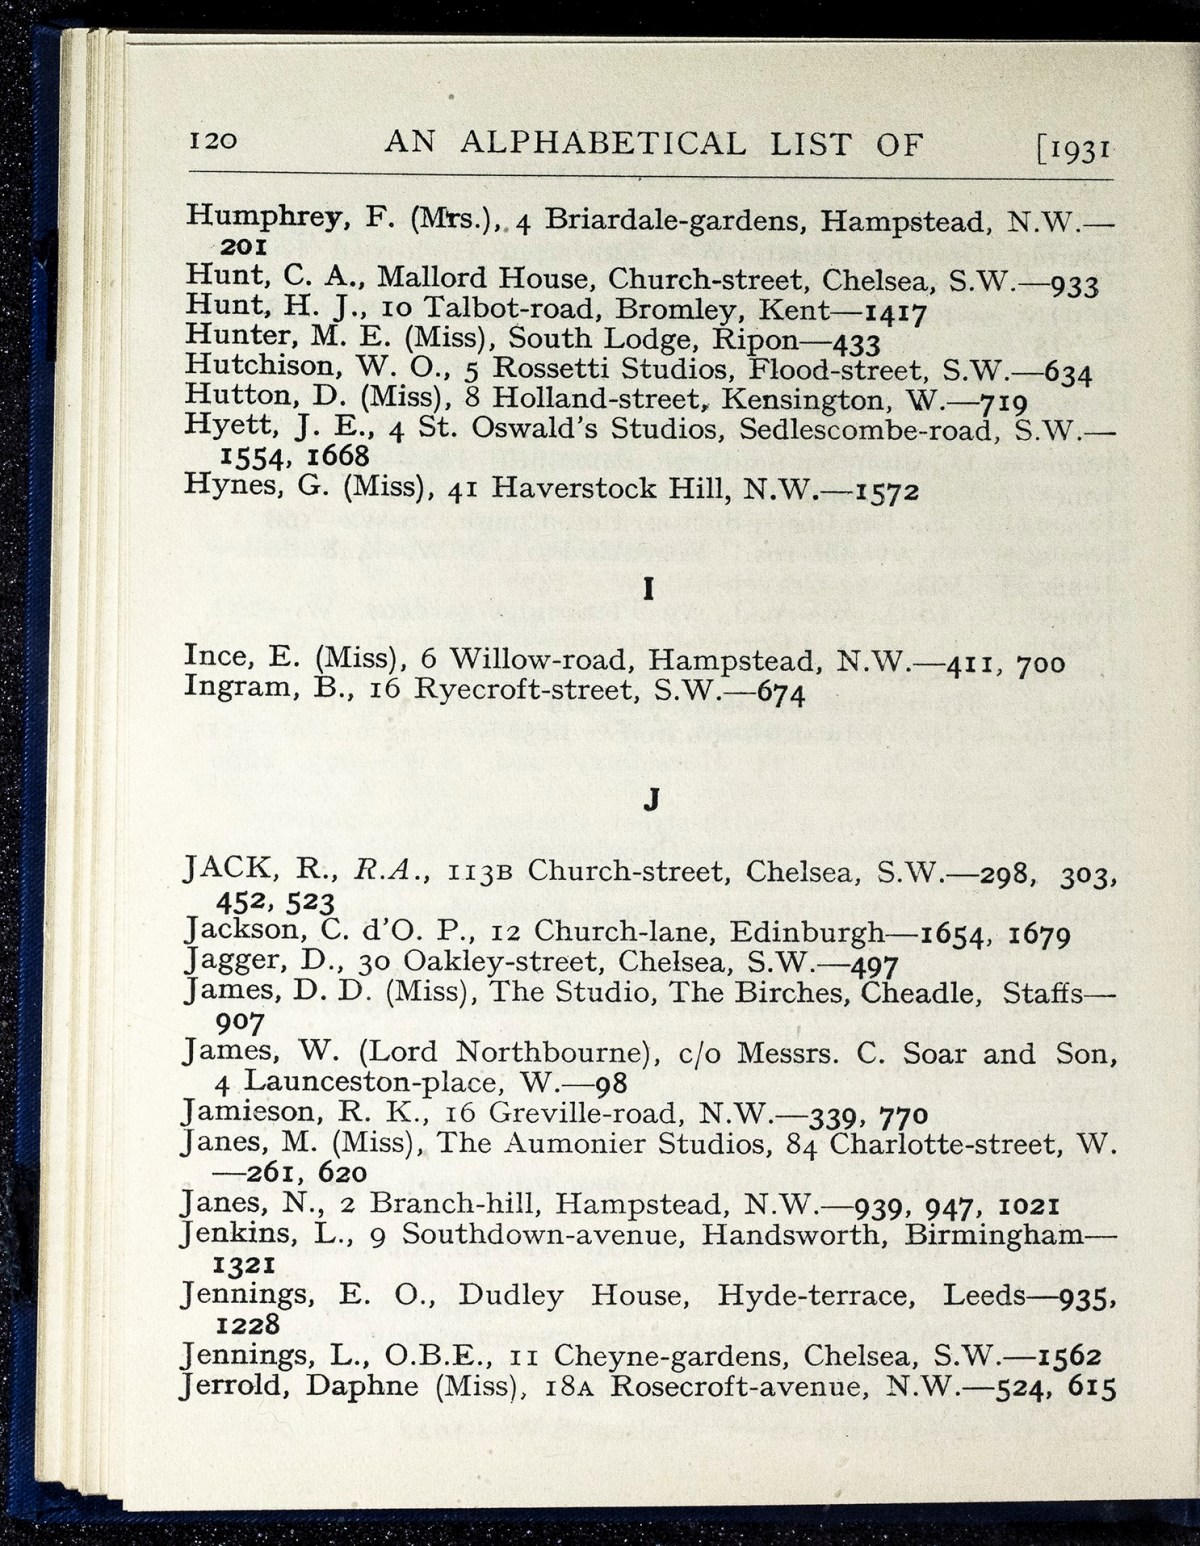 120 AN ALPHABETICAL LIST OF [1931
Humphrey, F. (Mrs.), 4 Briardale-gardens, Hampstead, N.W.—
201
Hunt, C. A., Mallord House, Church-street, Chelsea, S.W.—933
Hunt, H. J., 10 Talbot-road, Bromley, Kent—1417
Hunter, M. E. (Miss), South Lodge, Ripon—433
Hutchison, W. O., 5 Rossetti Studios, Flood-street, S.W.—634
Hutton, D. (Miss), 8 Holland-street, Kensington, W.—719
Hyett, J. E., 4 St. Oswald's Studios, Sedlescombe-road, S.W.—
1554, 1668
Hynes, G. (Miss), 41 Haverstock Hill, N.W.—1572
I
Ince, E. (Miss), 6 Willow-road, Hampstead, N.W.—411, 700
Ingram, B., 16 Ryecroft-street, S.W.—674
J
JACK, R., R.A., 113B Church-street, Chelsea, S.W.—298, 303,
452, 523
Jackson, C. d'O. P., 12 Church-lane, Edinburgh—1654, 1679
Jagger, D., 30 Oakley-street, Chelsea, S.W.—497
James, D. D. (Miss), The Studio, The Birches, Cheadle, Staffs—
907
James, W. (Lord Northbourne), c/o Messrs. C. Soar and Son,
4 Launceston-place, W.—98
Jamieson, R. K., 16 Greville-road, N.W.—339, 770
Janes, M. (Miss), The Aumonier Studios, 84 Charlotte-street, W.
—261, 620
Janes, N., 2 Branch-hill, Hampstead, N.W.—939, 947, 1021
Jenkins, L., 9 Southdown-avenue, Handsworth, Birmingham—
1321
Jennings, E. O., Dudley House, Hyde-terrace, Leeds—935,
1228
Jennings, L., O.B.E., 11 Cheyne-gardens, Chelsea, S.W.—1562
Jerrold, Daphne (Miss), 18A Rosecroft-avenue, N.W.—524, 615